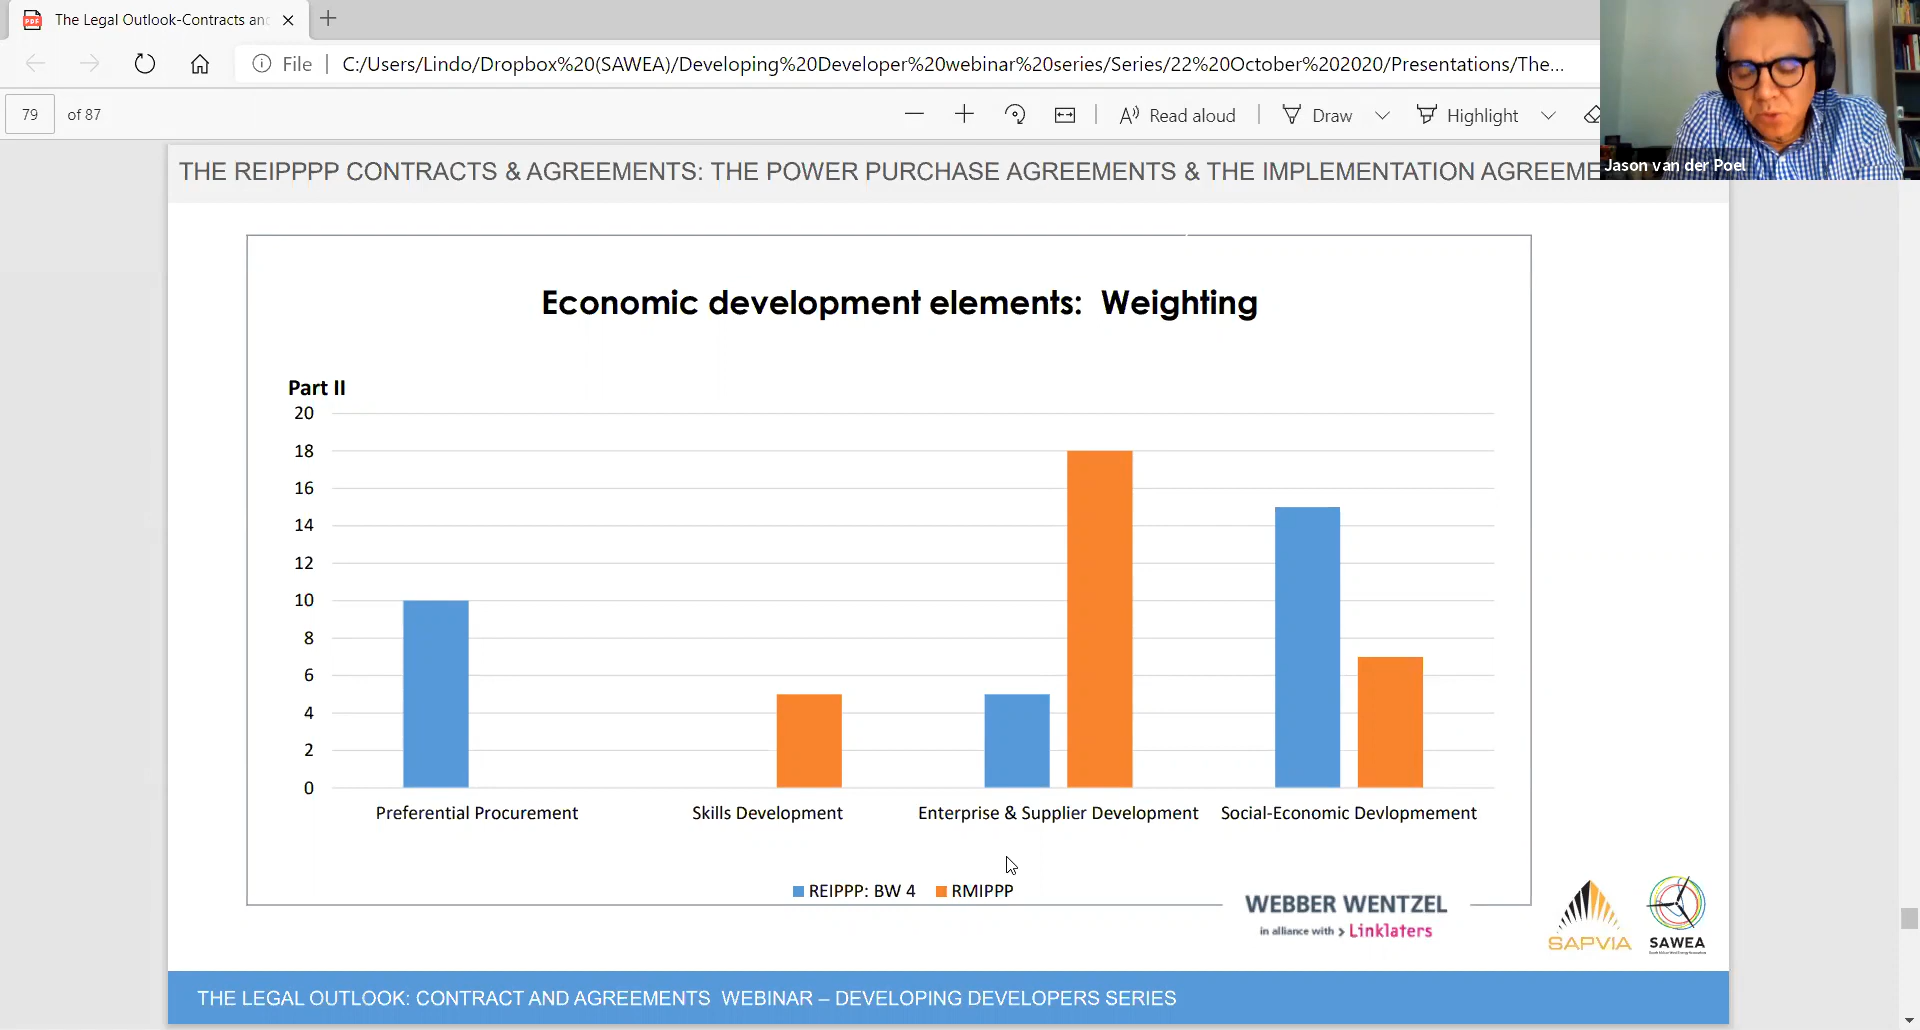 The Legal Outlook-Contracts an
File
C:/Users/Lindo/Dropbox%20(SAWEA)/Developing%20Developer%20webinar%20series/Series/22%20October%202020/Presentations/The...
79 of 87
Read aloud
Draw
Highlight
Jason van der Poel
THE REIPPPP CONTRACTS & AGREEMENTS: THE POWER PURCHASE AGREEMENTS & THE IMPLEMENTATION AGREEME
Economic development elements: Weighting
Part II
20
18
16
14
12
10
8
6
4
2
0
Preferential Procurement
Skills Development
Enterprise & Supplier Development
Social-Economic Devlopmement
REIPPP: BW 4
RMIPPP
WEBBER WENTZEL
in alliance with > Linklaters
SAPVIA
SAWEA
THE LEGAL OUTLOOK: CONTRACT AND AGREEMENTS WEBINAR – DEVELOPING DEVELOPERS SERIES